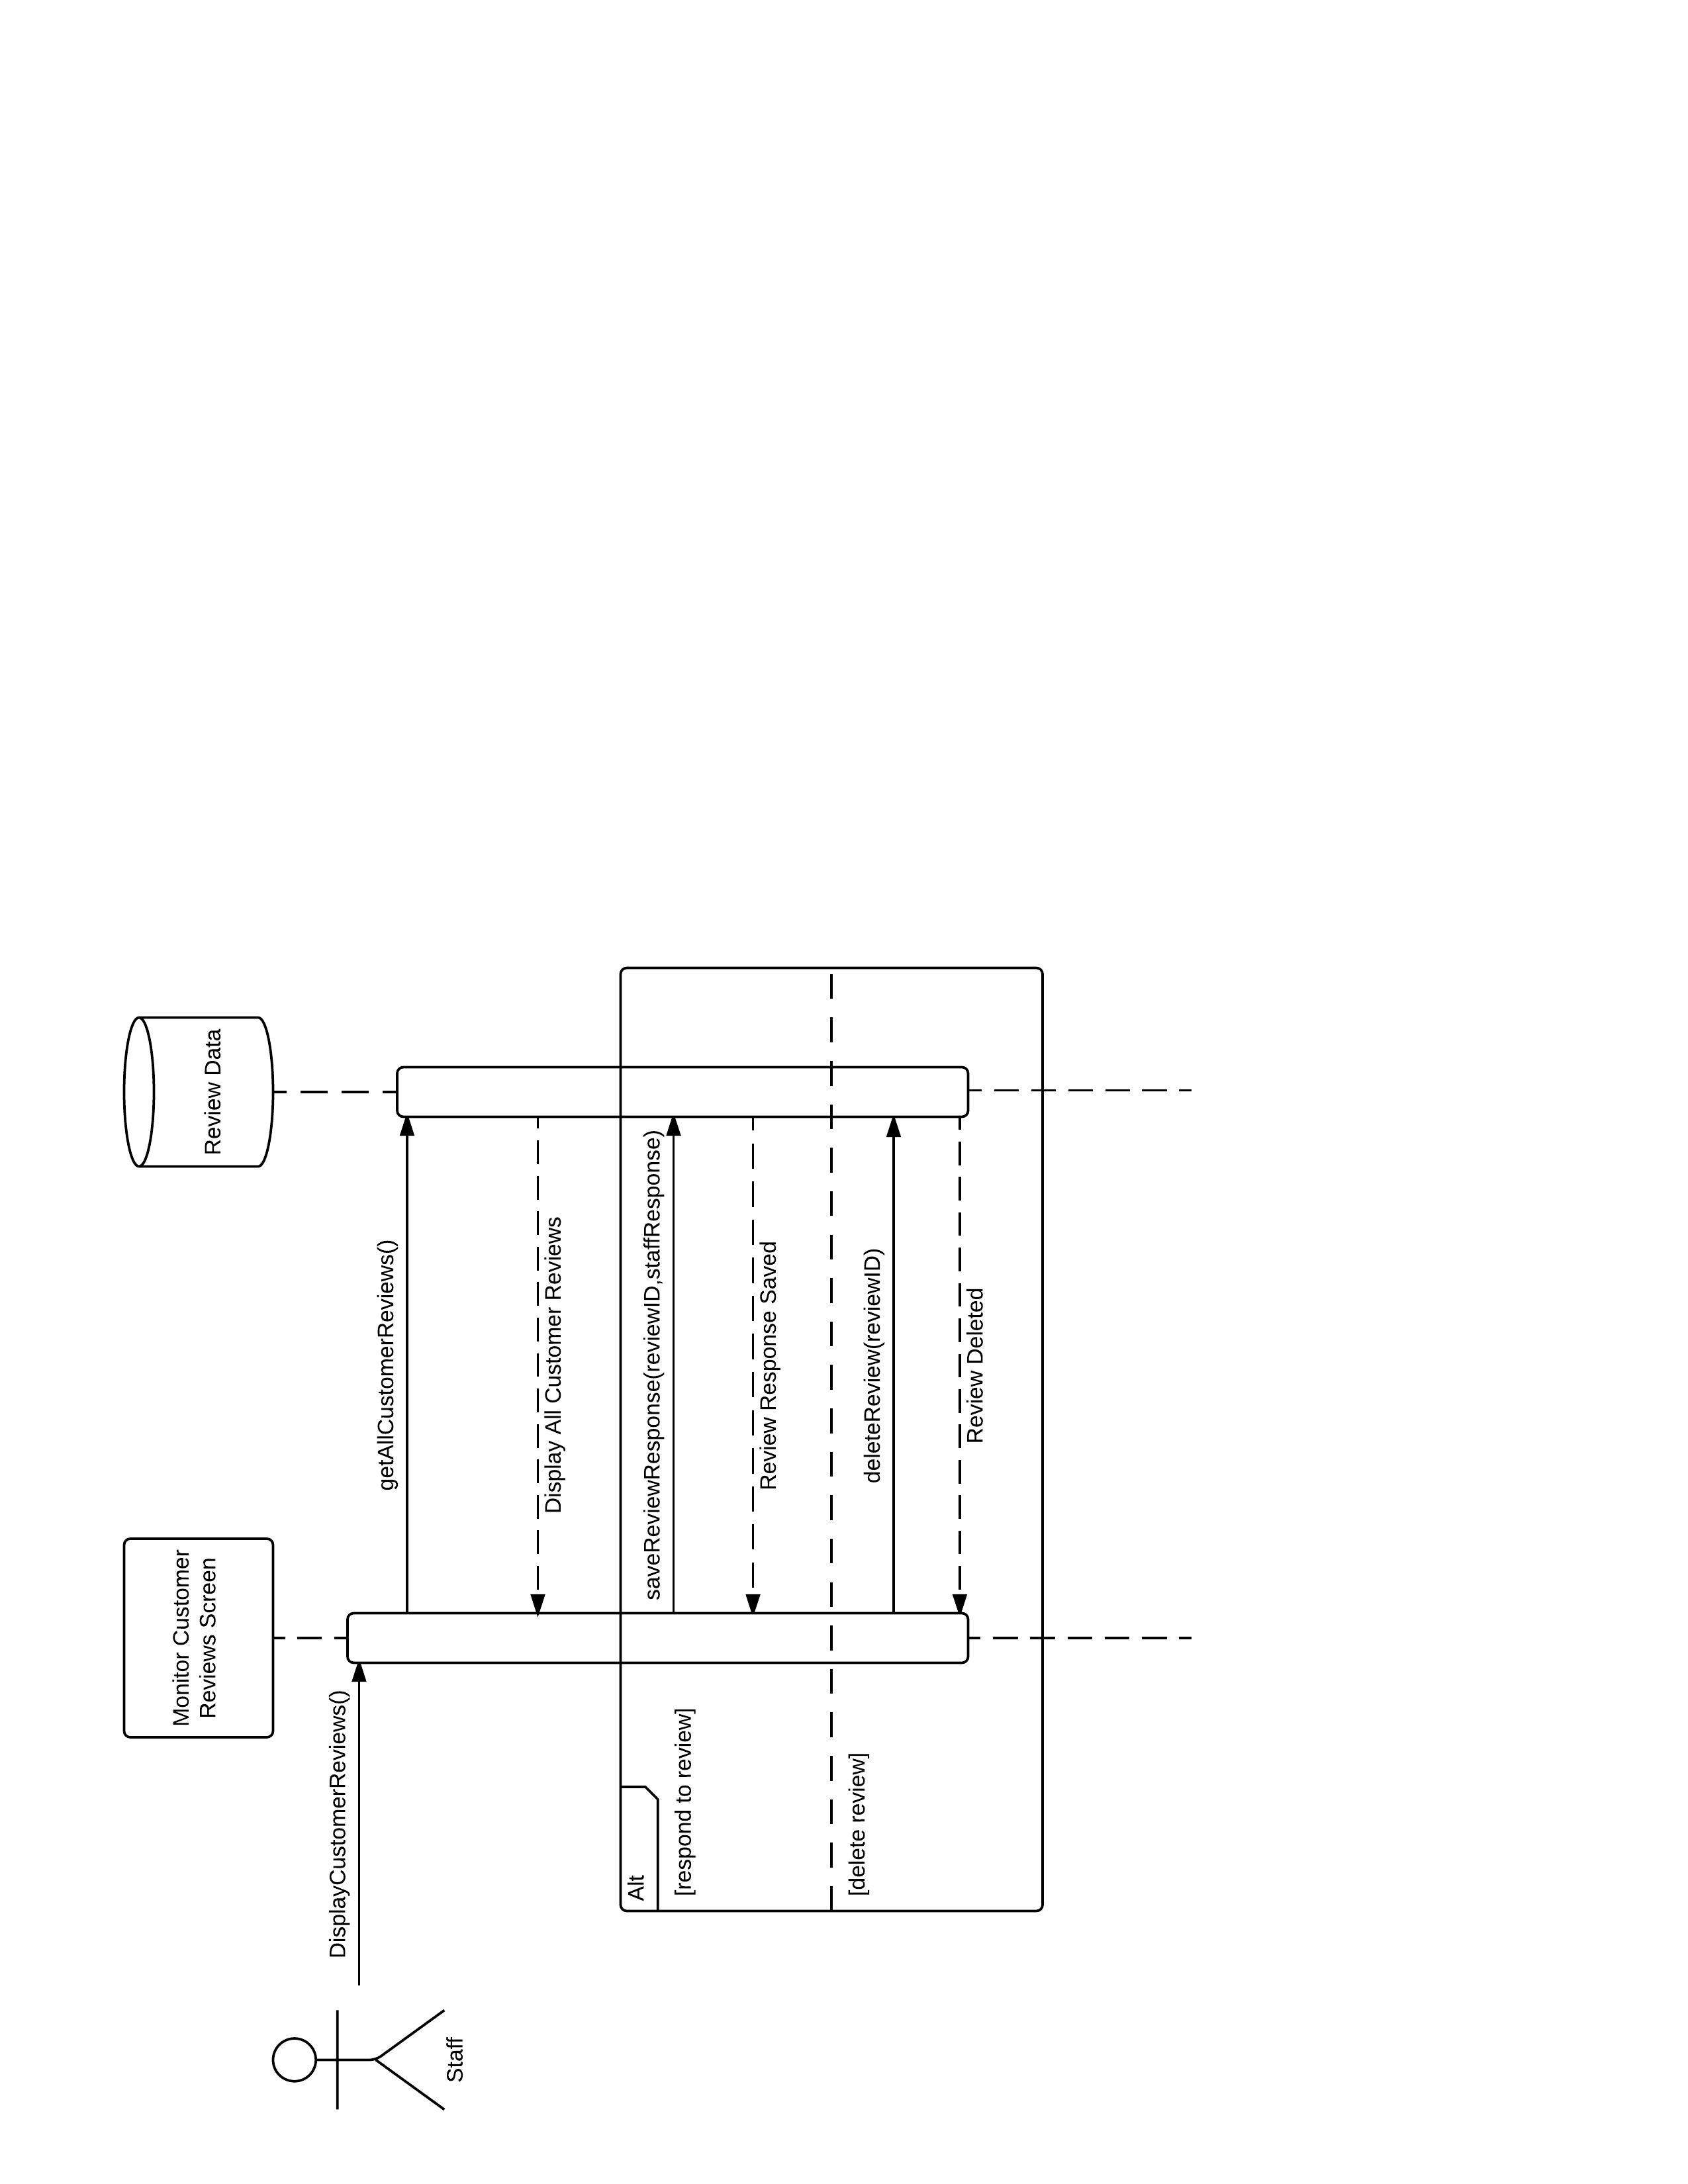 Monitor Customer
Reviews Screen
Review Data
DisplayCustomerReviews()
getAllCustomerReviews()
Staff
Display All Customer Reviews
Alt
saveReviewResponse(reviewID,staffResponse)
[respond to review]
Review Response Saved
[delete review]
deleteReview(reviewID)
Review Deleted